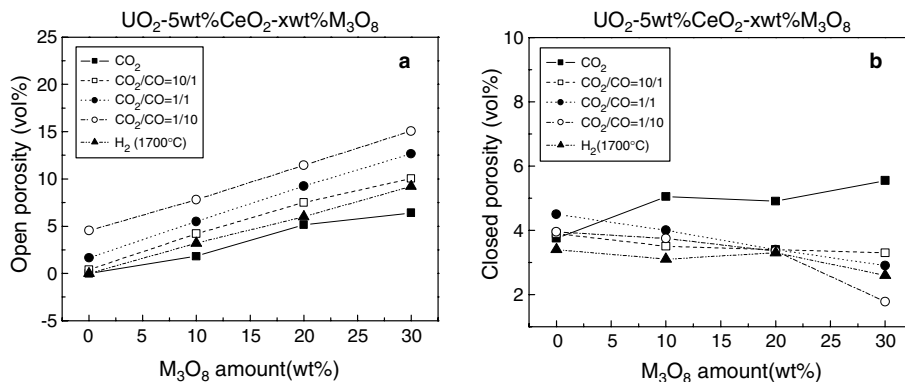 UO₂-5wt%CeO₂-xwt%M₃O₈
a
CO₂
CO₂/CO=10/1
CO₂/CO=1/1
CO₂/CO=1/10
H₂ (1700°C)
Open porosity (vol%)
25
20
15
10
5
0
-5
0 5 10 15 20 25 30
M₃O₈ amount(wt%)
UO₂-5wt%CeO₂-xwt%M₃O₈
b
CO₂
CO₂/CO=10/1
CO₂/CO=1/1
CO₂/CO=1/10
H₂(1700°C)
Closed porosity (vol%)
10
8
6
4
2
0 5 10 15 20 25 30
M₃O₈ amount(wt%)